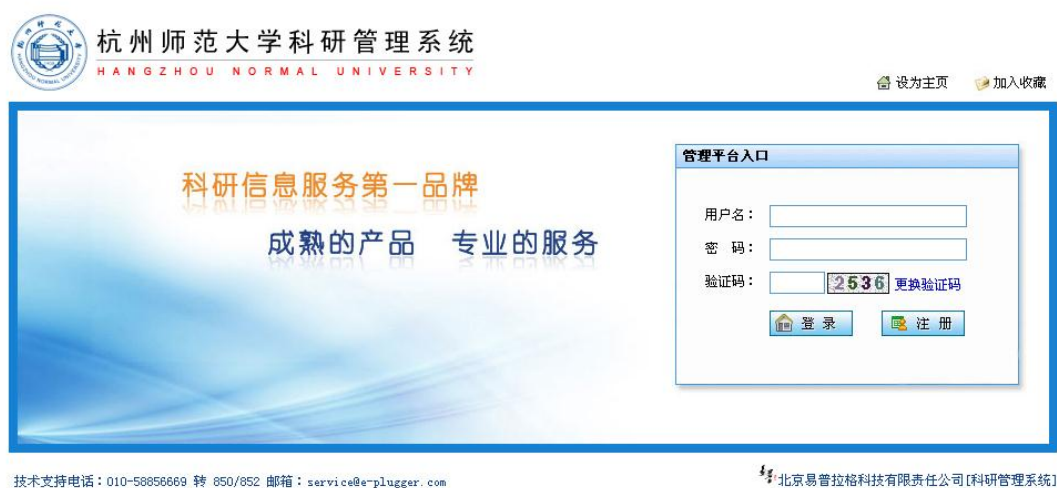 杭州师范大学科研管理系统
HANGZHOU NORMAL UNIVERSITY
设为主页 加入收藏
科研信息服务第一品牌
成熟的产品 专业的服务
管理平台入口
用户名：
密 码：
验证码： 2536 更换验证码
登 录 注 册
技术支持电话：010-58856669 转 850/852 邮箱：service@e-plugger.com
北京易普拉格科技有限责任公司[科研管理系统]